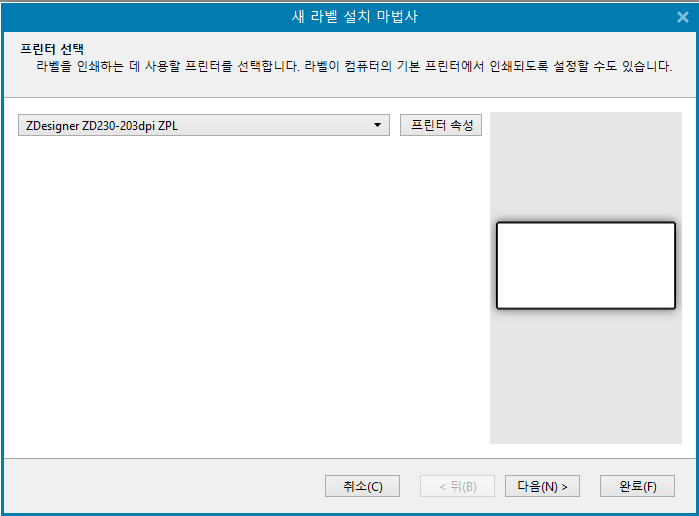 새 라벨 설치 마법사
프린터 선택
라벨을 인쇄하는 데 사용할 프린터를 선택합니다. 라벨이 컴퓨터의 기본 프린터에서 인쇄되도록 설정할 수도 있습니다.
ZDesigner ZD230-203dpi ZPL
프린터 속성
취소(C)
< 뒤(B)
다음(N) >
완료(F)